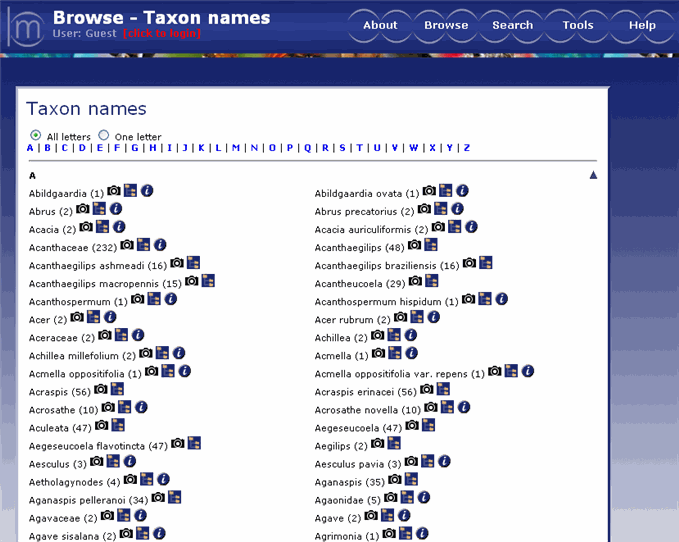 m
Browse - Taxon names
User: Guest [click to login]
About Browse Search Tools Help
Taxon names
All letters One letter
A | B | C | D | E | F | G | H | I | J | K | L | M | N | O | P | Q | R | S | T | U | V | W | X | Y | Z
A
Abildgaardia (1) i Abildgaardia ovata (1) i
Abrus (2) i Abrus precatorius (2) i
Acacia (2) i Acacia auriculiformis (2) i
Acanthaceae (232) i Acanthaegilips (48)
Acanthaegilips ashmeadi (16) Acanthaegilips braziliensis (16)
Acanthaegilips macropennis (15) Acantheucoela (29)
Acanthospermum (1) i Acanthospermum hispidum (1) i
Acer (2) i Acer rubrum (2) i
Aceraceae (2) i Achillea (2) i
Achillea millefolium (2) i Acmella (1) i
Acmella oppositifolia (1) i Acmella oppositifolia var. repens (1) i
Acraspis (56) Acraspis erinacei (56)
Acrosathe (10) i Acrosathe novella (10) i
Aculeata (47) Aegeseucoela (47)
Aegeseucoela flavotincta (47) Aegilips (2)
Aesculus (3) i Aesculus pavia (3) i
Aetholagynodes (4) i Aganaspis (35)
Aganaspis pelleranoi (34) Agaonidae (5) i
Agavaceae (2) i Agave (2) i
Agave sisalana (2) i Agrimonia (1) i